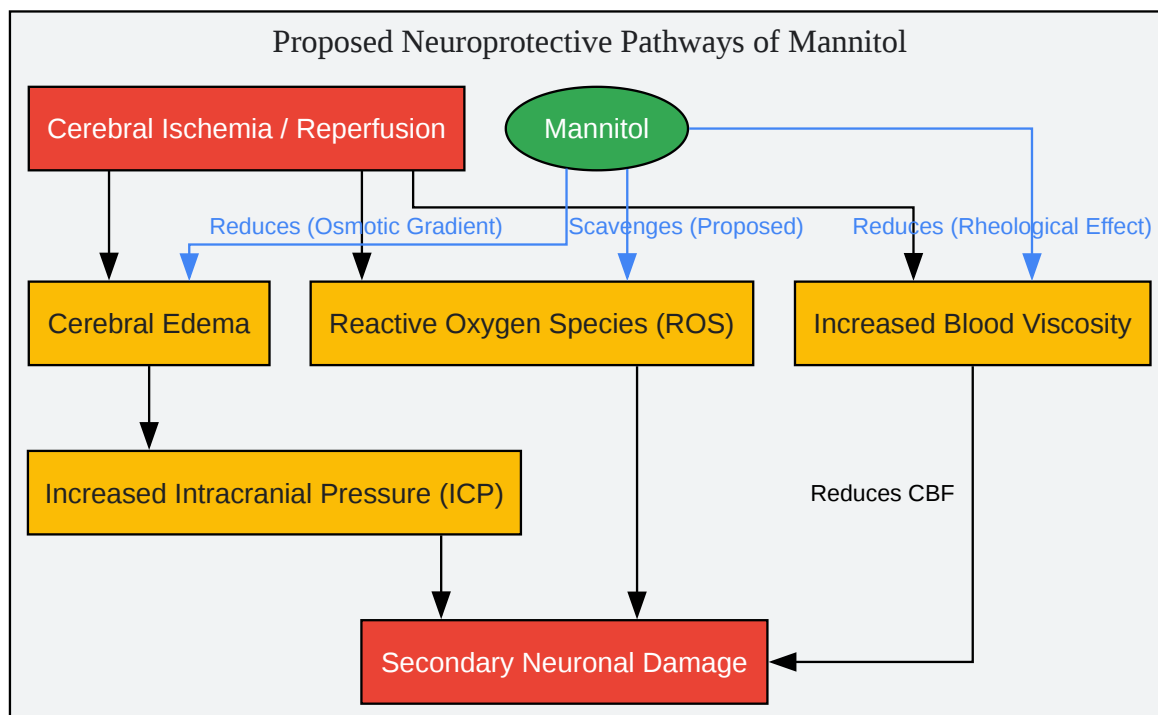 Proposed Neuroprotective Pathways of Mannitol
Cerebral Ischemia / Reperfusion
Mannitol
Reduces (Osmotic Gradient)
Scavenges (Proposed)
Reduces (Rheological Effect)
Cerebral Edema
Reactive Oxygen Species (ROS)
Increased Blood Viscosity
Increased Intracranial Pressure (ICP)
Reduces CBF
Secondary Neuronal Damage